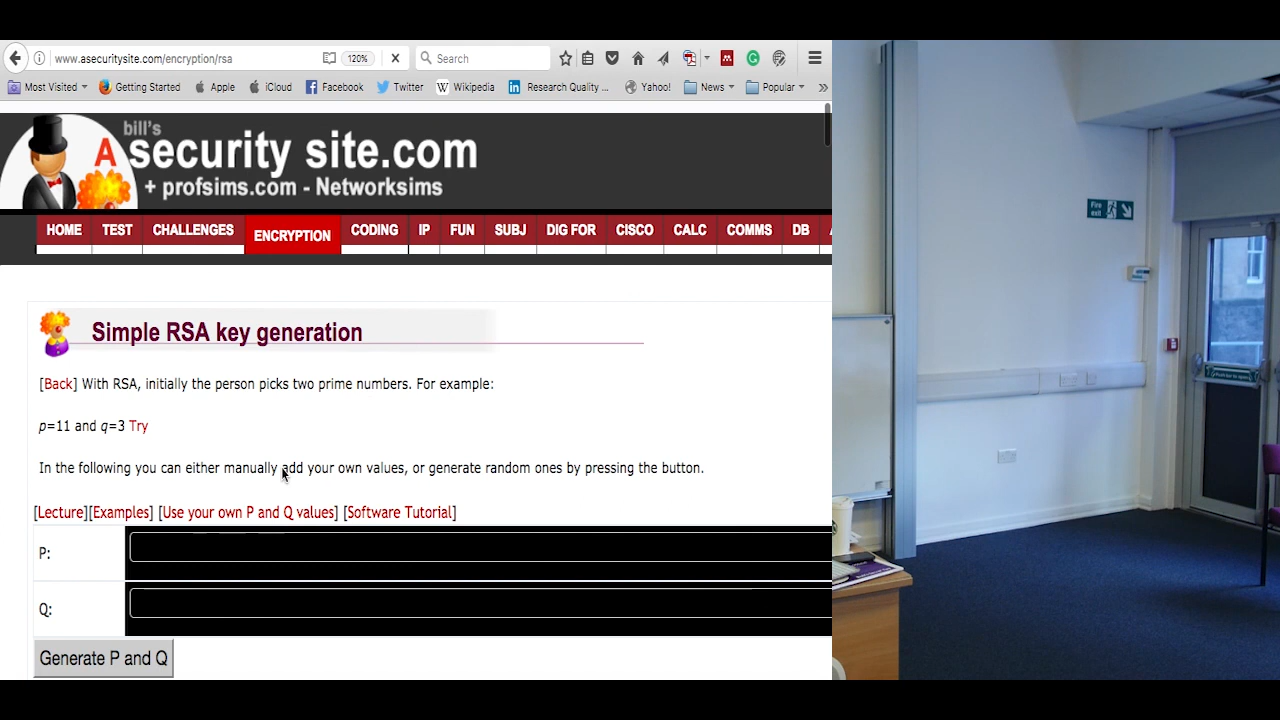 www.asecuritysite.com/encryption/rsa
120%
Search
Most Visited
Getting Started
Apple
iCloud
Facebook
Twitter
Wikipedia
Research Quality ...
Yahoo!
News
Popular
bill's
A security site.com
+ profsims.com - Networksims
HOME TEST CHALLENGES ENCRYPTION CODING IP FUN SUBJ DIG FOR CISCO CALC COMMS DB
Simple RSA key generation
[Back] With RSA, initially the person picks two prime numbers. For example:
p=11 and q=3 Try
In the following you can either manually add your own values, or generate random ones by pressing the button.
[Lecture][Examples] [Use your own P and Q values] [Software Tutorial]
P:
Q:
Generate P and Q
Fire
exit